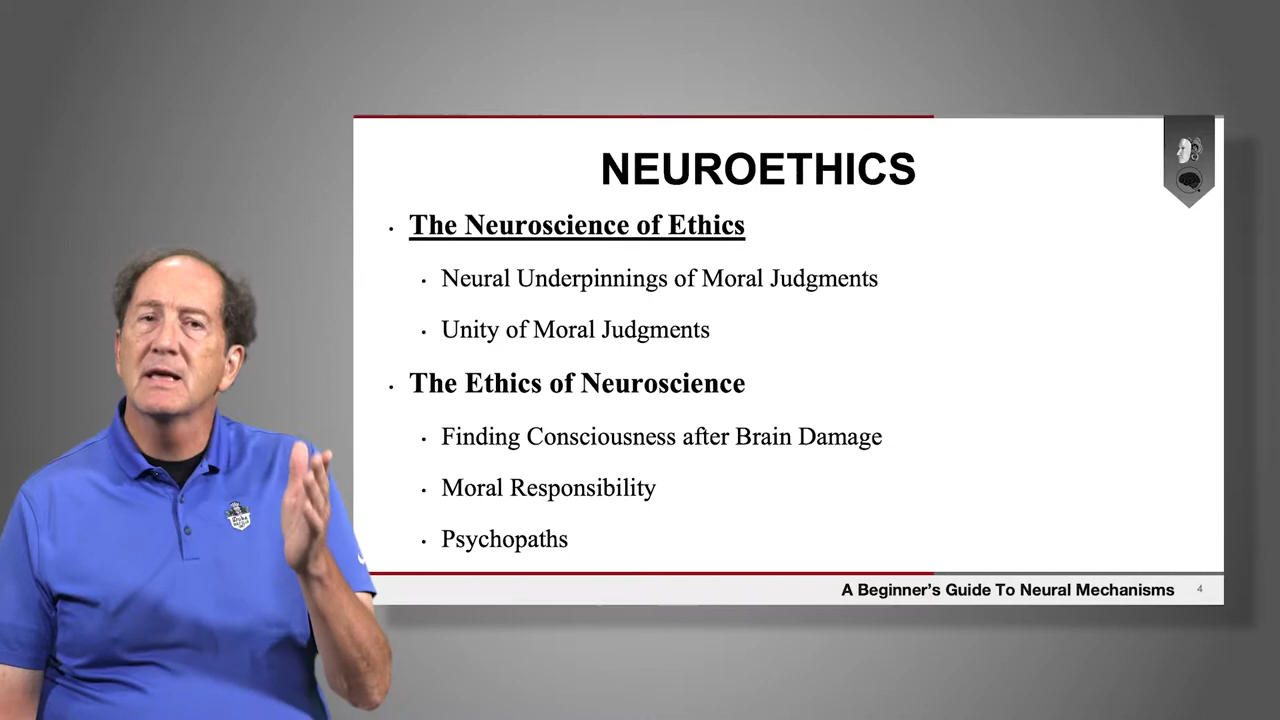 NEUROETHICS
The Neuroscience of Ethics
Neural Underpinnings of Moral Judgments
Unity of Moral Judgments
The Ethics of Neuroscience
Finding Consciousness after Brain Damage
Moral Responsibility
Psychopaths
A Beginner's Guide To Neural Mechanisms 4
Duke